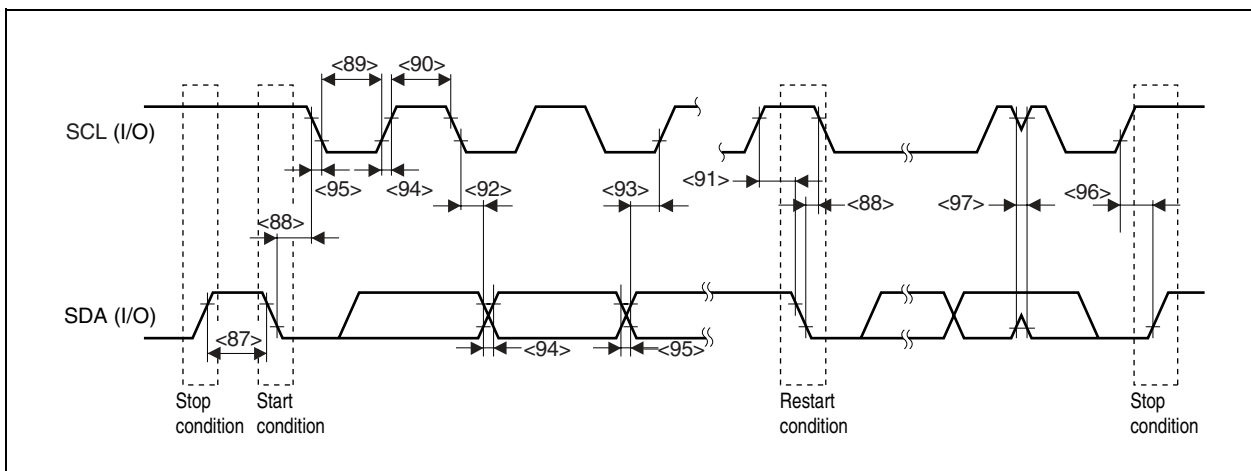 <89>
<90>
SCL (I/O)
<95>
<94>
<92>
<93>
<91>
<88>
<88>
<97>
<96>
SDA (I/O)
<87>
<94>
<95>
Stop
condition
Start
condition
Restart
condition
Stop
condition